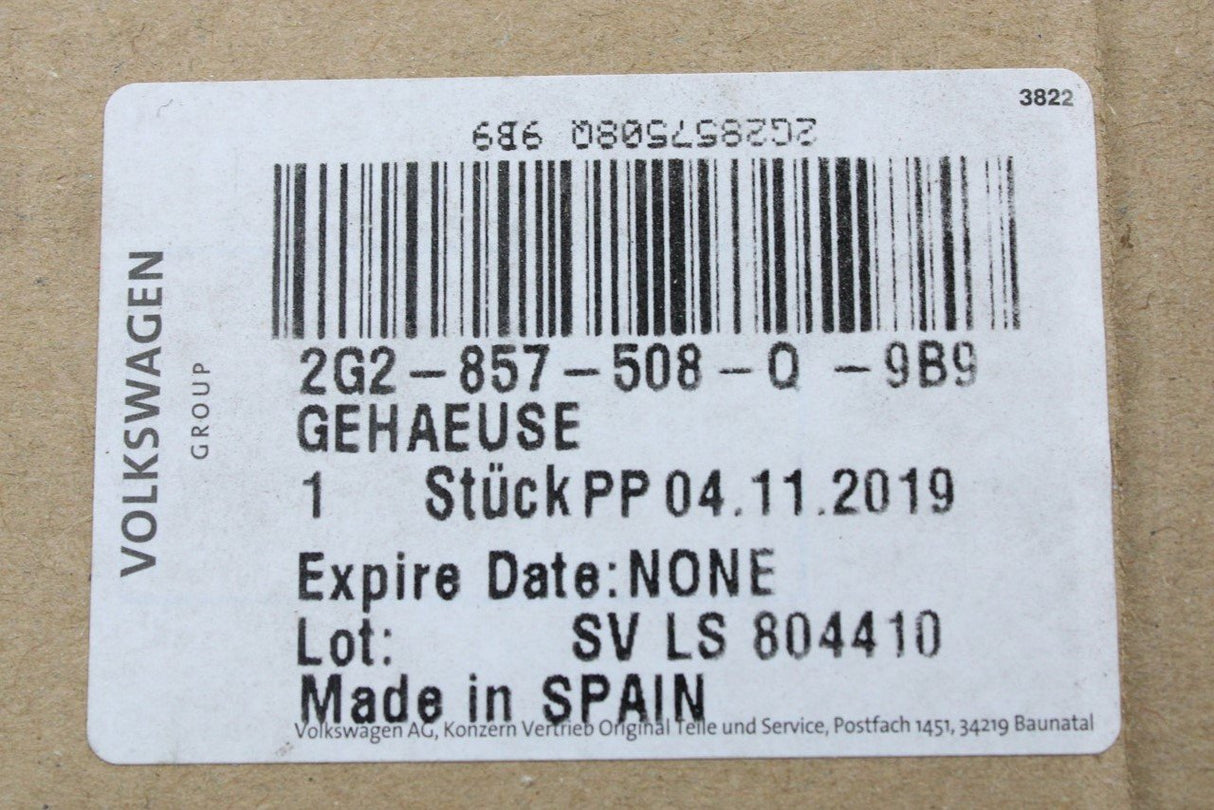 3822
2G2857508Q 9B9
VOLKSWAGEN
GROUP
2G2-857-508-Q -9B9
GEHAEUSE
1 Stück PP 04.11.2019
Expire Date:NONE
Lot: SV LS 804410
Made in SPAIN
Volkswagen AG, Konzern Vertrieb Original Teile und Service, Postfach 1451, 34219 Baunatal